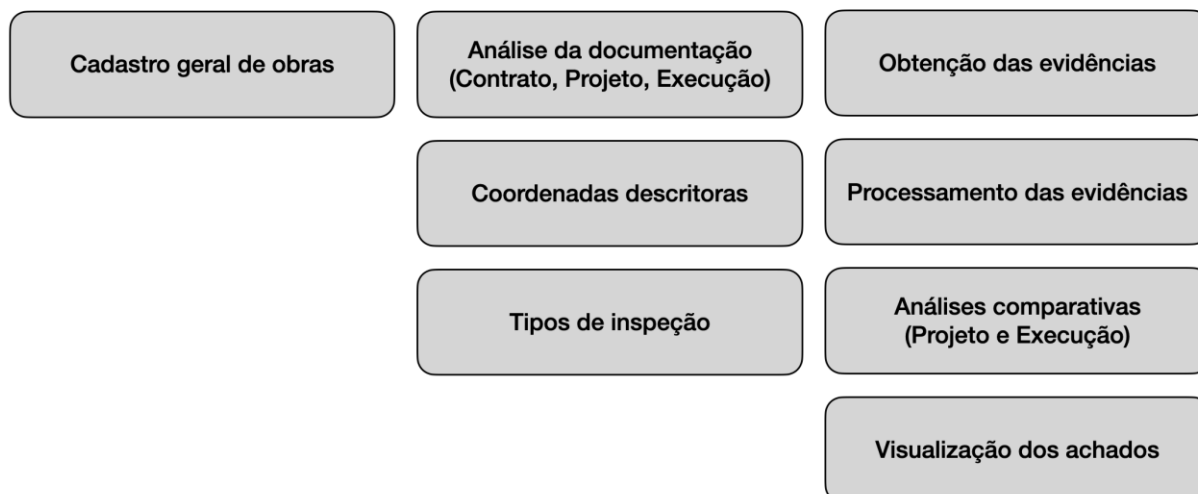 Cadastro geral de obras
Análise da documentação
(Contrato, Projeto, Execução)
Coordenadas descritoras
Tipos de inspeção
Obtenção das evidências
Processamento das evidências
Análises comparativas
(Projeto e Execução)
Visualização dos achados